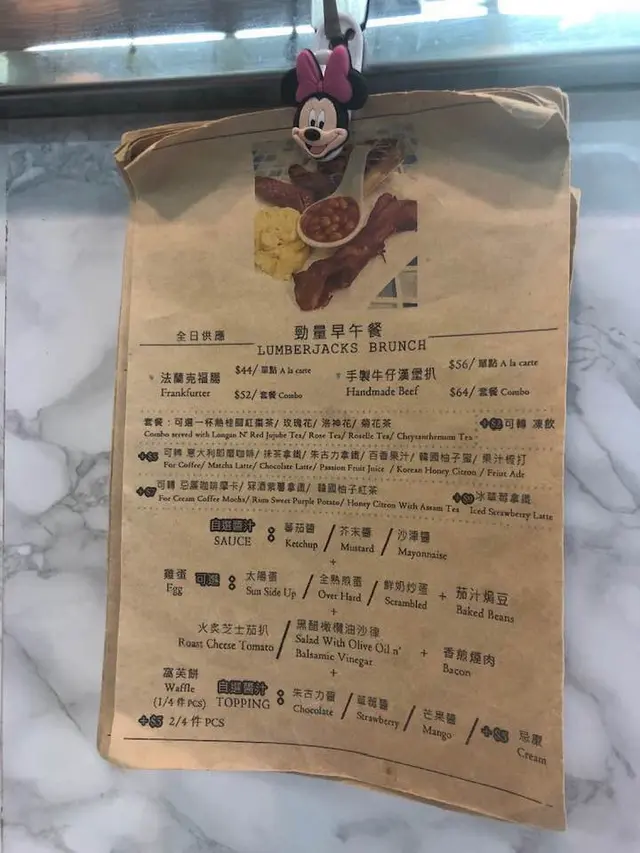 全日供應 勁量早午餐
LUMBERJACKS BRUNCH
法蘭克福腸 $44/ 單點 A la carte 手製牛仔漢堡扒 $56/ 單點 A la carte
Frankfurter $52/ 套餐 Combo Handmade Beef $64/ 套餐 Combo
套餐：可選一杯熱桂圓紅棗茶/ 玫瑰花/ 洛神花/ 菊花茶 可轉 凍飲
Combo served with Longan N' Red Jujube Tea/ Rose Tea/ Roselle Tea/ Chrysanthemum Tea
+$5 可轉 意大利即磨咖啡/ 抹茶拿鐵/ 朱古力拿鐵/ 百香果汁/ 韓國柚子蜜/ 果汁梳打
For Coffee/ Matcha Latte/ Chocolate Latte/ Passion Fruit Juice / Korean Honey Citron / Friut Ade
可轉 忌廉咖啡摩卡/ 冧酒紫薯拿鐵/ 韓國柚子紅茶 冰草莓拿鐵
For Cream Coffee Mocha/ Rum Sweet Purple Potato/ Honey Citron With Assam Tea Iced Strawberry Latte
自選醬汁 : 蕃茄醬 / 芥末醬 / 沙律醬
SAUCE Ketchup Mustard Mayonnaise
+
雞蛋 可選 : 太陽蛋 / 全熟煎蛋 / 鮮奶炒蛋 + 茄汁焗豆
Egg Sun Side Up Over Hard Scrambled Baked Beans
+
火炙芝士茄扒 / 黑醋橄欖油沙律 + 香煎煙肉
Roast Cheese Tomato Salad With Olive Oil n' Bacon
Balsamic Vinegar
+
窩芙餅 自選醬汁 : 朱古力醬 / 草莓醬 / 芒果醬 / +$5 忌廉
Waffle TOPPING Chocolate Strawberry Mango Cream
(1/4 件 PCS)
+$5 2/4 件 PCS